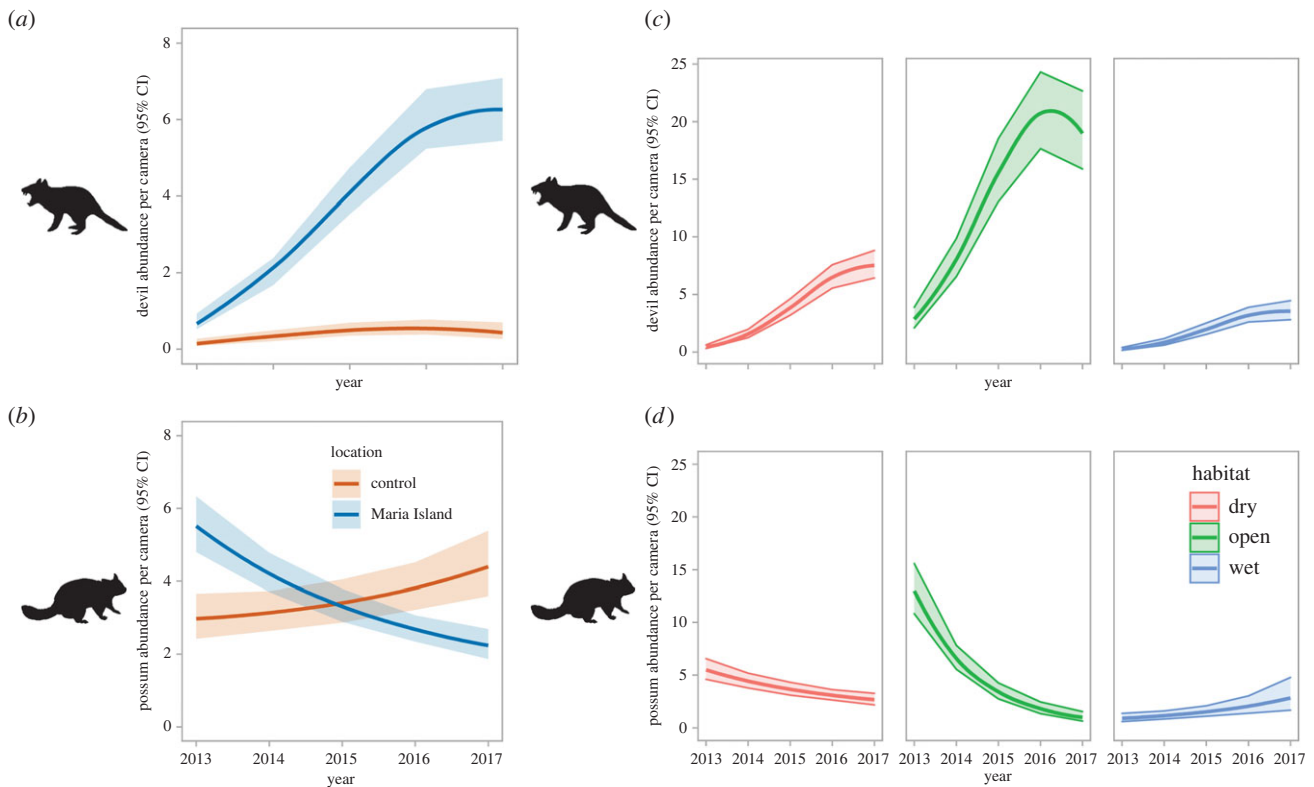 (a)
devil abundance per camera (95% CI)
8
6
4
2
0
year
(b)
possum abundance per camera (95% CI)
8
6
4
2
0
location
control
Maria Island
2013 2014 2015 2016 2017
year
(c)
devil abundance per camera (95% CI)
25
20
15
10
5
0
year
(d)
possum abundance per camera (95% CI)
25
20
15
10
5
0
habitat
dry
open
wet
2013 2014 2015 2016 2017
2013 2014 2015 2016 2017
2013 2014 2015 2016 2017
year